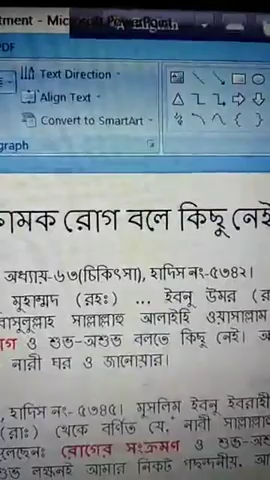 tment - Microsoft PowerPoint
PDF
Text Direction
Align Text
Convert to SmartArt
graph
ক্রামক রোগ বলে কিছু নেই
অধ্যায়-৬৩(চিকিৎসা), হাদিস নং-৫৩৪২।
মুহাম্মদ (রহঃ) ... ইবনু উমর (র
রাসুলুল্লাহ সাল্লাল্লাহু আলাইহি ওয়াসাল্লাম
াগ ও শুভ-অশুভ বলতে কিছু নেই। অ
নারী ঘর ও জানোয়ার।
, হাদিস নং- ৫৩৪৫। মুসলিম ইবনু ইবরাহী
(রাঃ) থেকে বর্ণিত যে, নাবী সাল্লাল্লা
বলেছেনঃ রোগের সংক্রমণ ও শুভ-অশ
শুভ লক্ষনই আমার নিকট পছন্দনীয়. আ